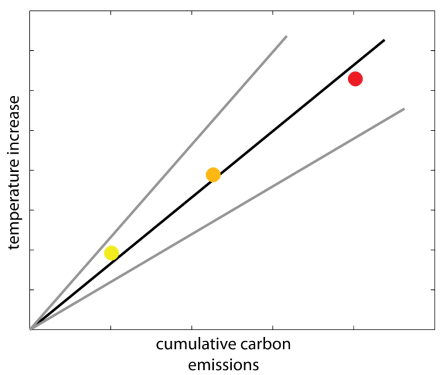 temperature increase
cumulative carbon
emissions